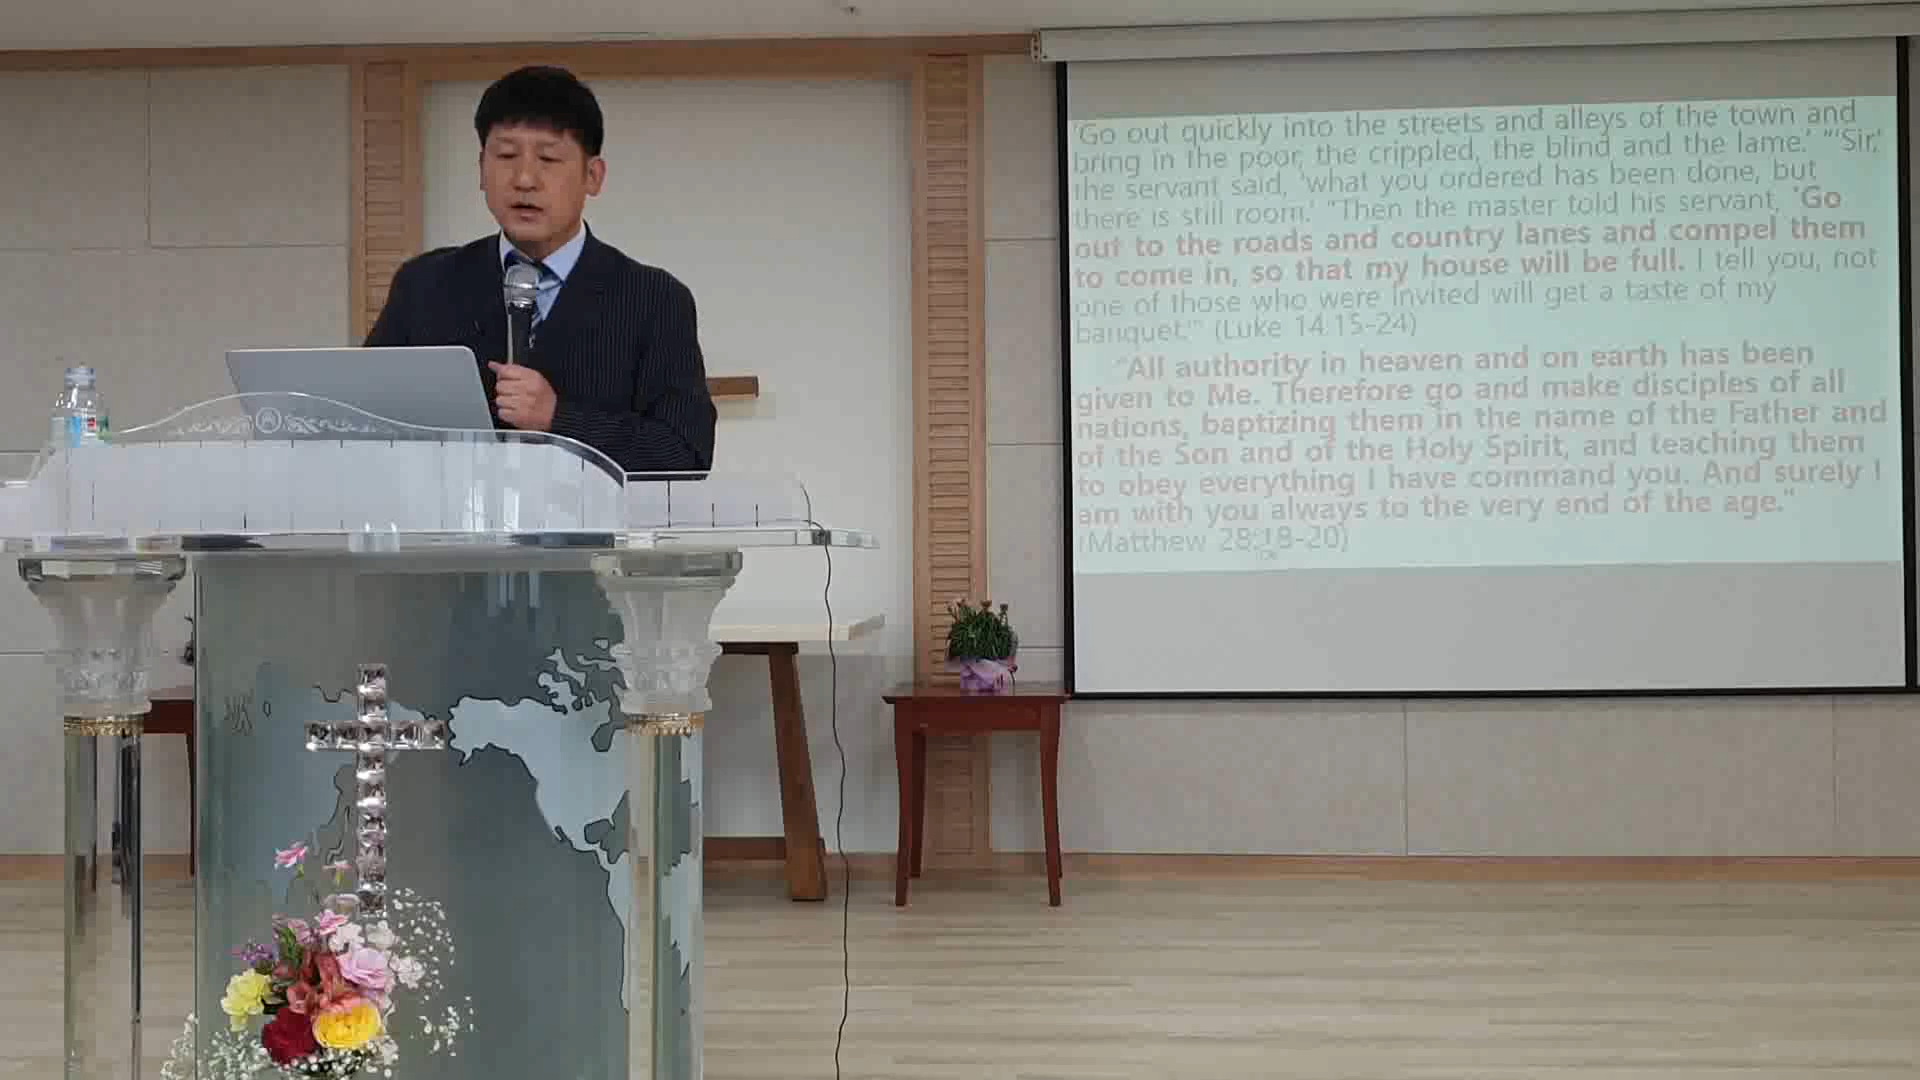 'Go out quickly into the streets and alleys of the town and
bring in the poor, the crippled, the blind and the lame.' "'Sir,'
the servant said, 'what you ordered has been done, but
there is still room.' "Then the master told his servant, 'Go
out to the roads and country lanes and compel them
to come in, so that my house will be full. I tell you, not
one of those who were invited will get a taste of my
banquet.'" (Luke 14:15-24)
"All authority in heaven and on earth has been
given to Me. Therefore go and make disciples of all
nations, baptizing them in the name of the Father and
of the Son and of the Holy Spirit, and teaching them
to obey everything I have command you. And surely I
am with you always to the very end of the age."
(Matthew 28:18-20)